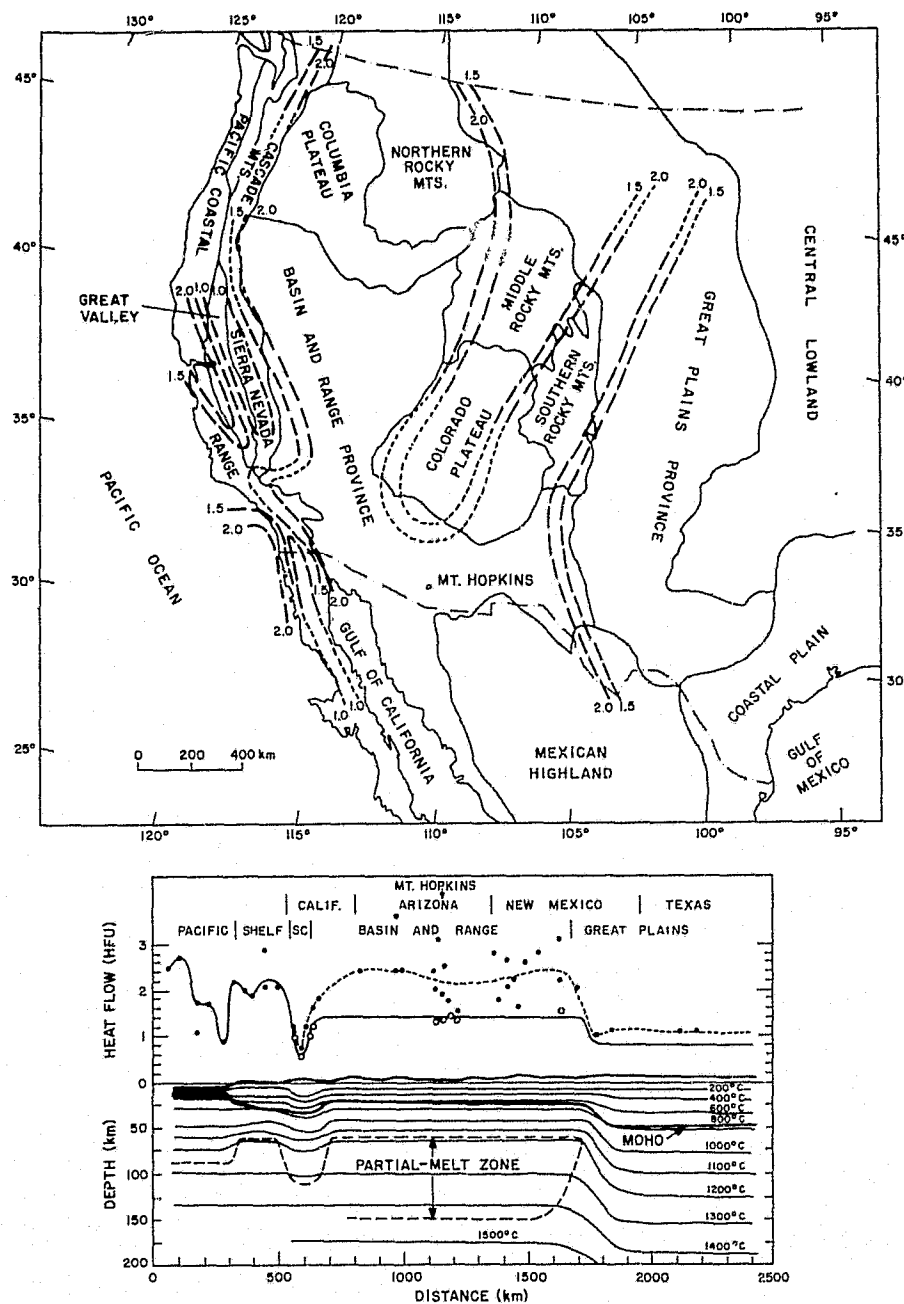 130° 125° 120° 115° 110° 105° 100° 95°
45°
40°
35°
30°
25°
45°
40°
35°
30°
120° 115° 110° 105° 100° 95°
1.5
2.0
1.5
2.0
PACIFIC COASTAL
RANGE
CASCADE
MTS
COLUMBIA
PLATEAU
NORTHERN
ROCKY
MTS.
1.5 2.0
1.5 2.0 2.0 1.5
MIDDLE
ROCKY MTS.
GREAT
VALLEY
2.0 1.0 1.0
1.5
SIERRA NEVADA
BASIN AND RANGE
PROVINCE
COLORADO
PLATEAU
SOUTHERN
ROCKY MTS.
GREAT PLAINS
PROVINCE
CENTRAL LOWLAND
PACIFIC
OCEAN
1.5
2.0
2.0
1.5
2.0
1.0 1.0
MT. HOPKINS
GULF OF CALIFORNIA
2.0 1.5
MEXICAN
HIGHLAND
COASTAL PLAIN
GULF
OF
MEXICO
0 200 400 km
MT. HOPKINS
CALIF. ARIZONA NEW MEXICO TEXAS
PACIFIC SHELF SC BASIN AND RANGE GREAT PLAINS
HEAT FLOW (HFU)
3
2
1
0
DEPTH (km)
50
100
150
200
200°C
400°C
600°C
800°C
MOHO
1000°C
1100°C
1200°C
1300°C
1400°C
1500°C
PARTIAL-MELT ZONE
0 500 1000 1500 2000 2500
DISTANCE (km)